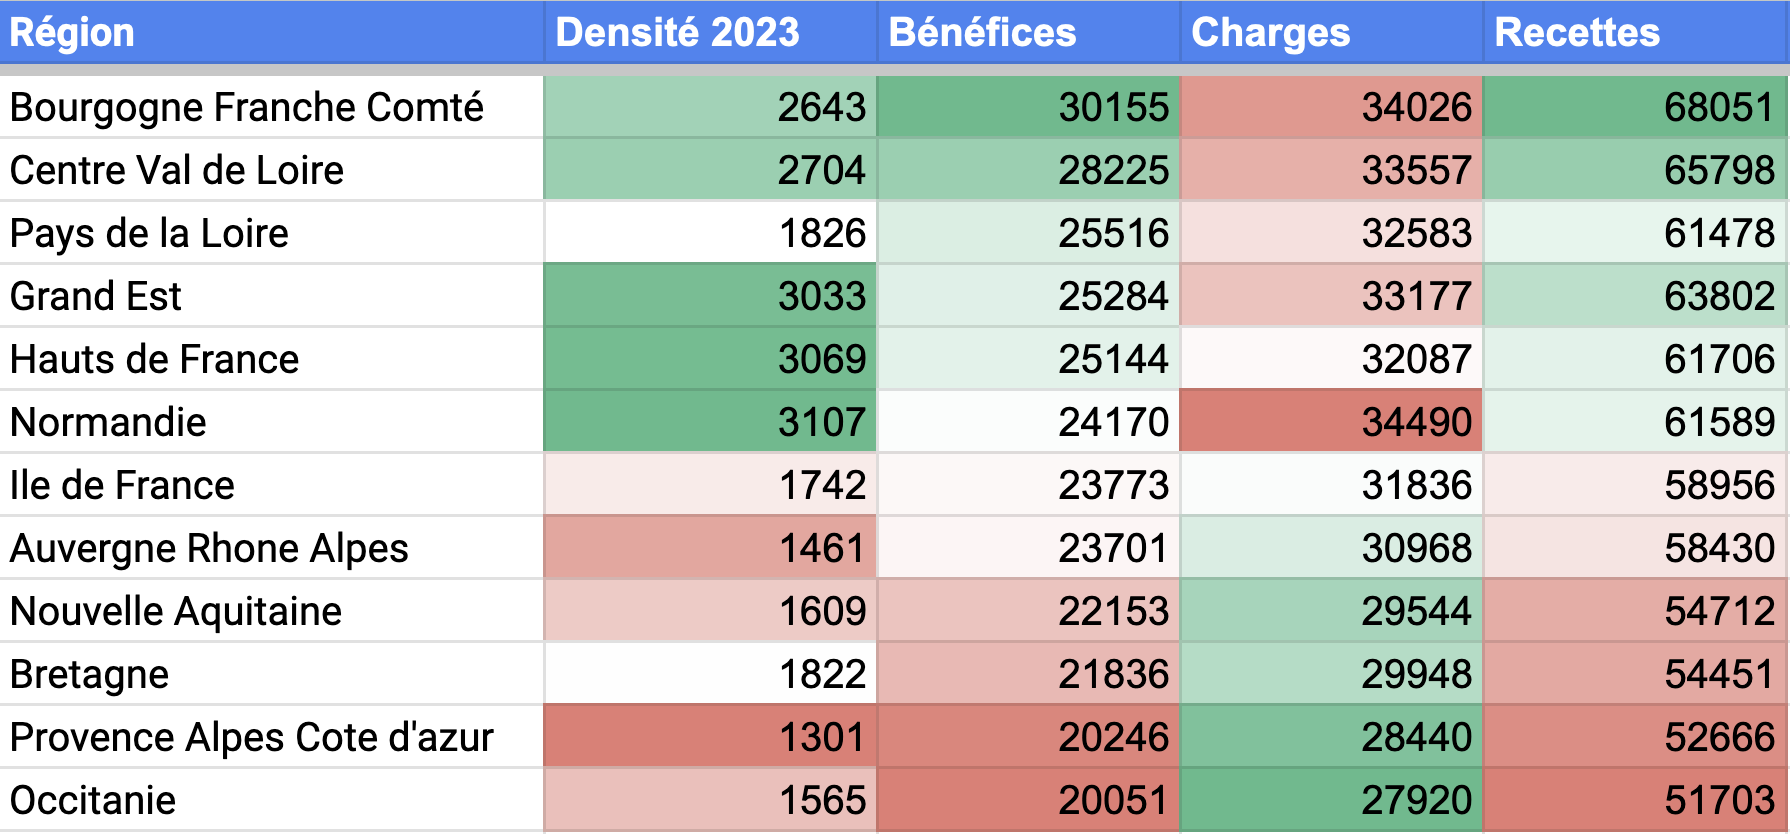 Région Densité 2023 Bénéfices Charges Recettes
Bourgogne Franche Comté 2643 30155 34026 68051
Centre Val de Loire 2704 28225 33557 65798
Pays de la Loire 1826 25516 32583 61478
Grand Est 3033 25284 33177 63802
Hauts de France 3069 25144 32087 61706
Normandie 3107 24170 34490 61589
Ile de France 1742 23773 31836 58956
Auvergne Rhone Alpes 1461 23701 30968 58430
Nouvelle Aquitaine 1609 22153 29544 54712
Bretagne 1822 21836 29948 54451
Provence Alpes Cote d'azur 1301 20246 28440 52666
Occitanie 1565 20051 27920 51703